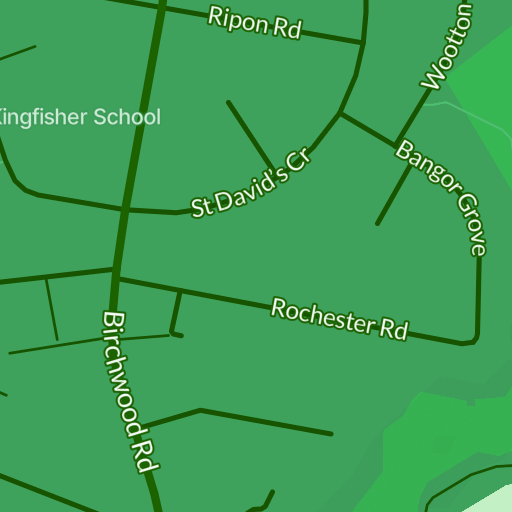 Ripon Rd
Wootton
Kingfisher School
St David's Cr
Bangor Grove
Rochester Rd
Birchwood Rd